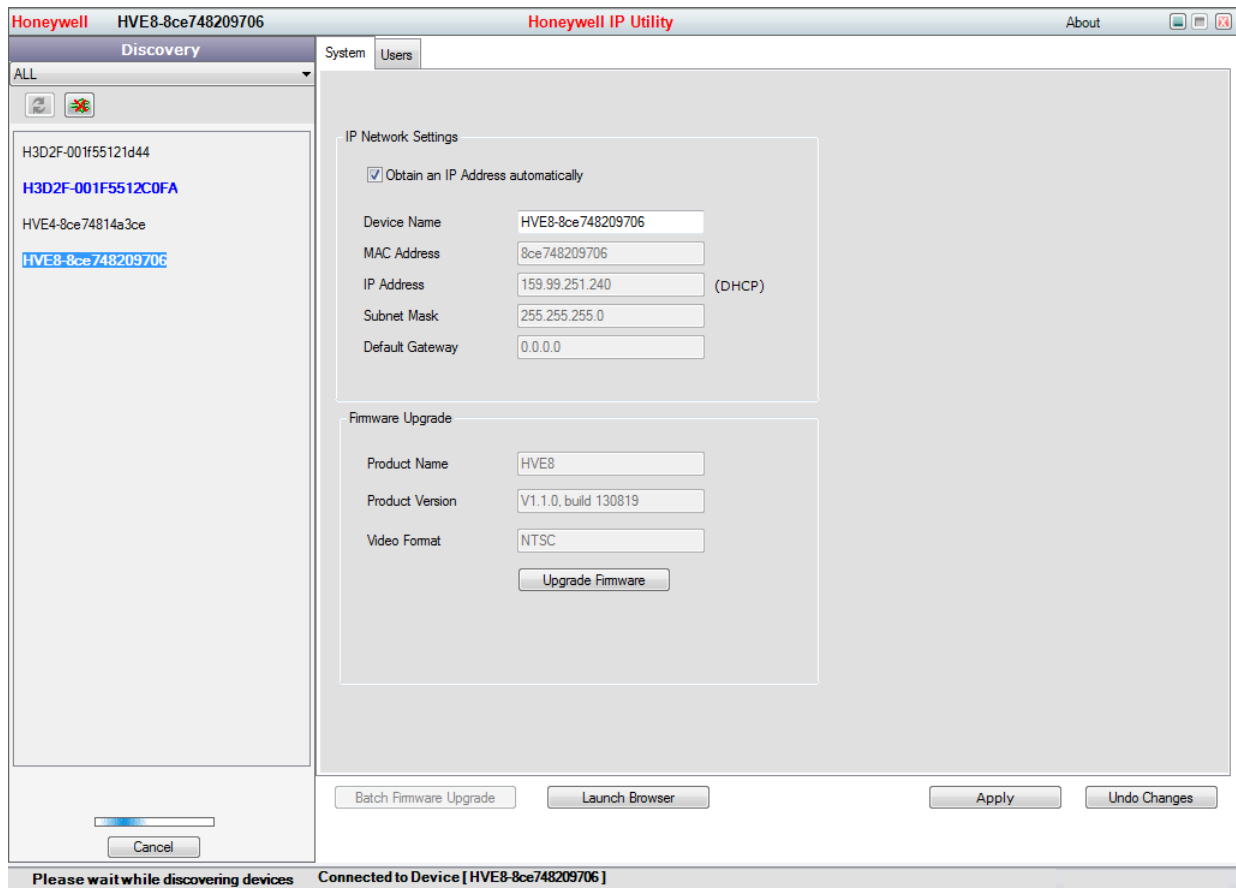 Honeywell HVE8-8ce748209706 Honeywell IP Utility About
Discovery
ALL
H3D2F-001f55121d44
H3D2F-001F5512C0FA
HVE4-8ce74814a3ce
HVE8-8ce748209706
Cancel
Please wait while discovering devices
System Users
IP Network Settings
Obtain an IP Address automatically
Device Name HVE8-8ce748209706
MAC Address 8ce748209706
IP Address 159.99.251.240 (DHCP)
Subnet Mask 255.255.255.0
Default Gateway 0.0.0.0
Firmware Upgrade
Product Name HVE8
Product Version V1.1.0, build 130819
Video Format NTSC
Upgrade Firmware
Batch Firmware Upgrade Launch Browser Apply Undo Changes
Connected to Device [ HVE8-8ce748209706 ]